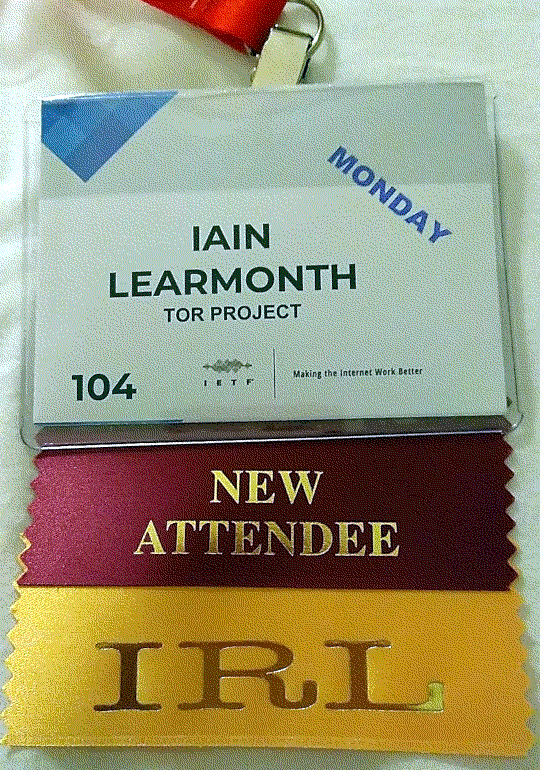 MONDAY
IAIN
LEARMONTH
TOR PROJECT
104
IETF
Making the Internet Work Better
NEW
ATTENDEE
IRL